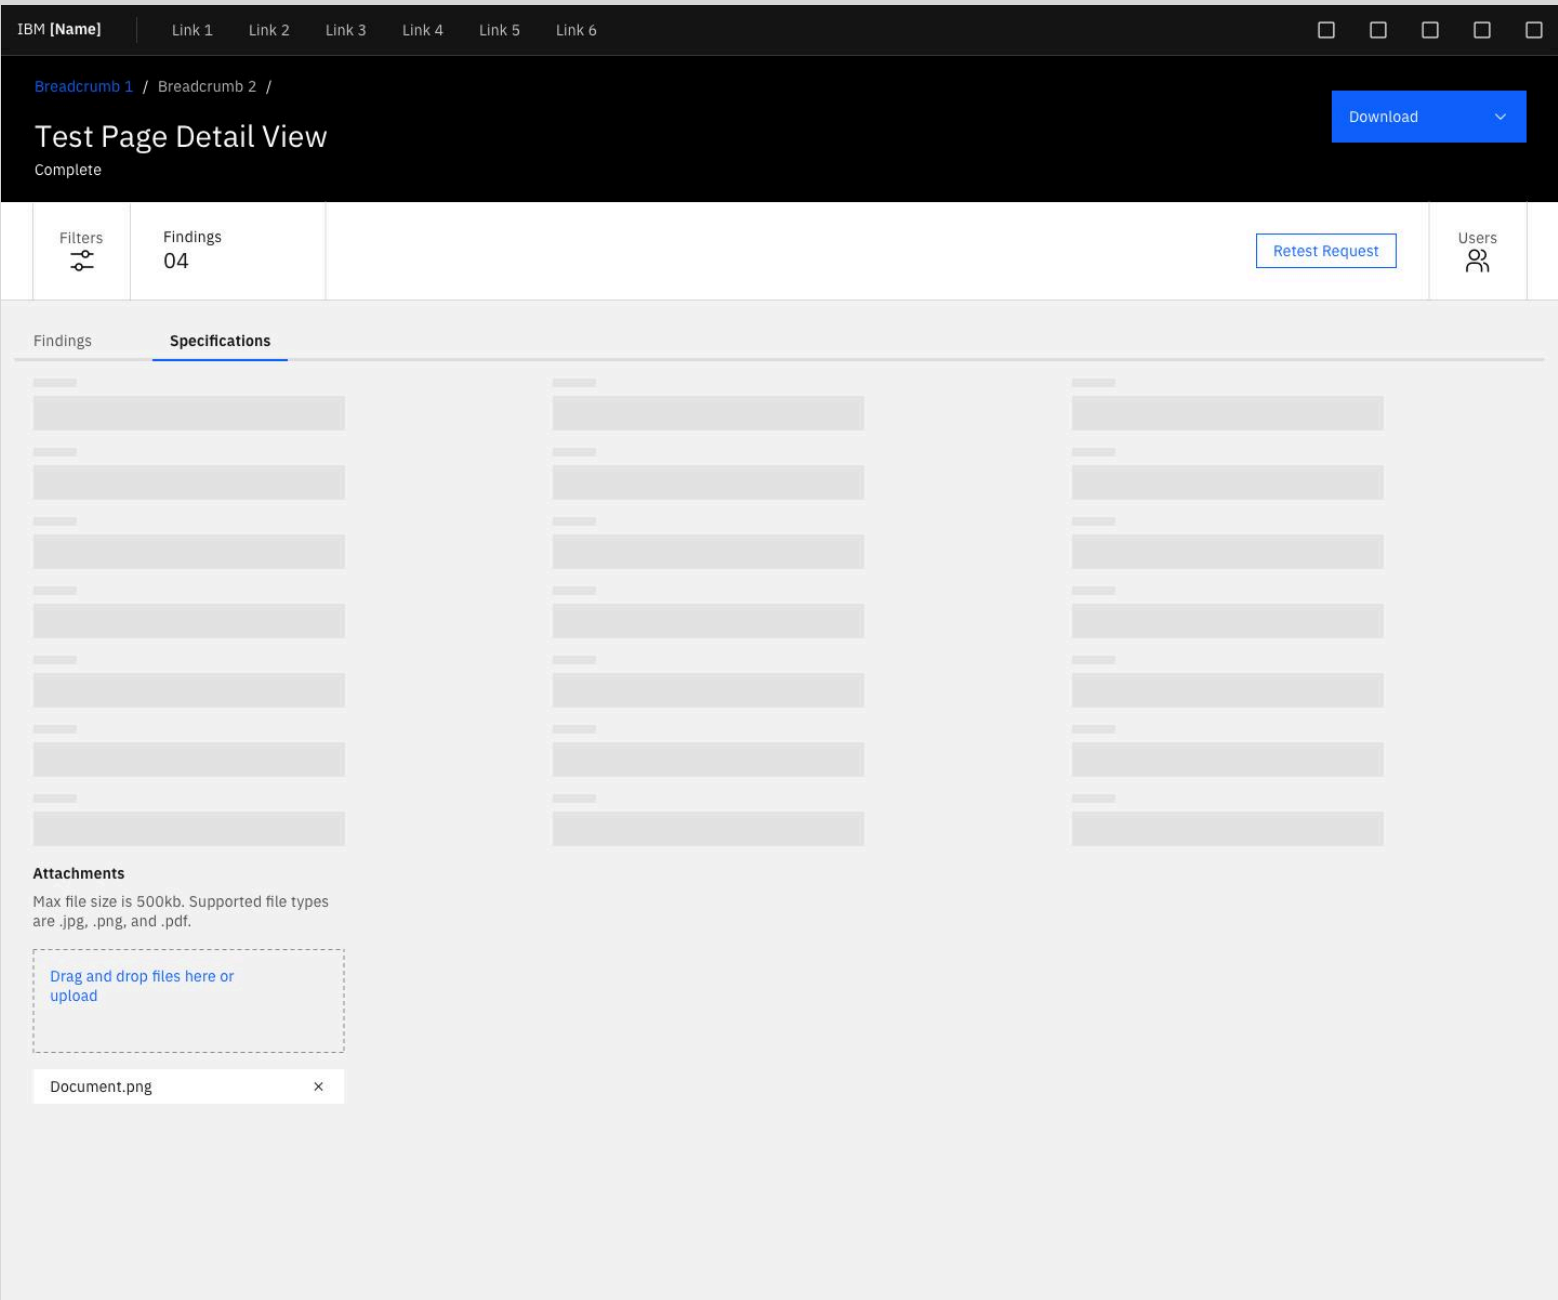 IBM [Name]
Link 1
Link 2
Link 3
Link 4
Link 5
Link 6
Breadcrumb 1 / Breadcrumb 2 /
Test Page Detail View
Complete
Download
Filters
Findings
04
Retest Request
Users
Findings
Specifications
Attachments
Max file size is 500kb. Supported file types
are .jpg, .png, and .pdf.
Drag and drop files here or
upload
Document.png